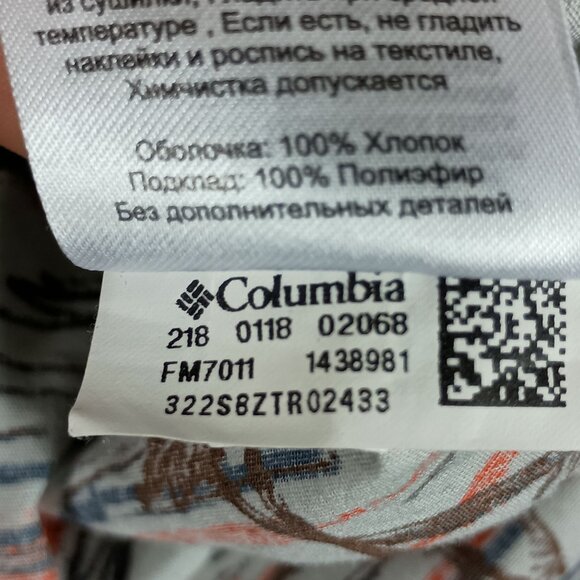 температуре , Если есть, не гладить
наклейки и роспись на текстиле,
Химчистка допускается
Оболочка: 100% Хлопок
Подклад: 100% Полиэфир
Без дополнительных деталей
Columbia
218 0118 02068
FM7011 1438981
322S8ZTR02433